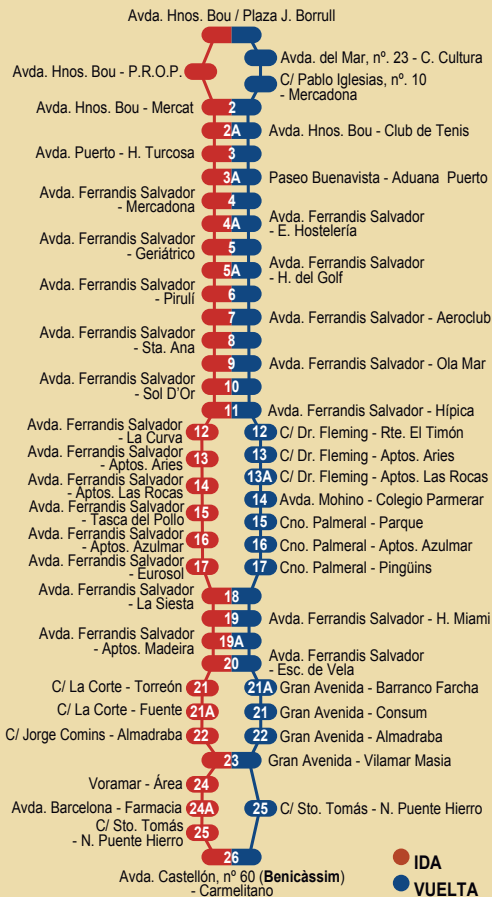 Avda. Hnos. Bou / Plaza J. Borrull
Avda. del Mar, nº. 23 - C. Cultura
Avda. Hnos. Bou - P.R.O.P.
C/ Pablo Iglesias, nº. 10
- Mercadona
Avda. Hnos. Bou - Mercat
2
2A
Avda. Hnos. Bou - Club de Tenis
Avda. Puerto - H. Turcosa
3
3A
Paseo Buenavista - Aduana Puerto
Avda. Ferrandis Salvador
- Mercadona
4
4A
Avda. Ferrandis Salvador
- E. Hostelería
Avda. Ferrandis Salvador
- Geriátrico
5
5A
Avda. Ferrandis Salvador
- H. del Golf
Avda. Ferrandis Salvador
- Pirulí
6
7
Avda. Ferrandis Salvador - Aeroclub
Avda. Ferrandis Salvador
- Sta. Ana
8
9
Avda. Ferrandis Salvador - Ola Mar
Avda. Ferrandis Salvador
- Sol D'Or
10
11
Avda. Ferrandis Salvador - Hípica
Avda. Ferrandis Salvador
- La Curva
12
12
C/ Dr. Fleming - Rte. El Timón
Avda. Ferrandis Salvador
- Aptos. Aries
13
13
C/ Dr. Fleming - Aptos. Aries
13A
C/ Dr. Fleming - Aptos. Las Rocas
Avda. Ferrandis Salvador
- Aptos. Las Rocas
14
14
Avda. Mohino - Colegio Parmerar
Avda. Ferrandis Salvador
- Tasca del Pollo
15
15
Cno. Palmeral - Parque
Avda. Ferrandis Salvador
- Aptos. Azulmar
16
16
Cno. Palmeral - Aptos. Azulmar
Avda. Ferrandis Salvador
- Eurosol
17
17
Cno. Palmeral - Pingüins
Avda. Ferrandis Salvador
- La Siesta
18
19
Avda. Ferrandis Salvador - H. Miami
Avda. Ferrandis Salvador
- Aptos. Madeira
19A
20
Avda. Ferrandis Salvador
- Esc. de Vela
C/ La Corte - Torreón
21
21A
Gran Avenida - Barranco Farcha
C/ La Corte - Fuente
21A
21
Gran Avenida - Consum
C/ Jorge Comins - Almadraba
22
22
Gran Avenida - Almadraba
23
Gran Avenida - Vilamar Masia
Voramar - Área
24
Avda. Barcelona - Farmacia
24A
25
C/ Sto. Tomás - N. Puente Hierro
C/ Sto. Tomás
- N. Puente Hierro
25
26
Avda. Castellón, nº 60 (Benicàssim)
- Carmelitano
IDA
VUELTA